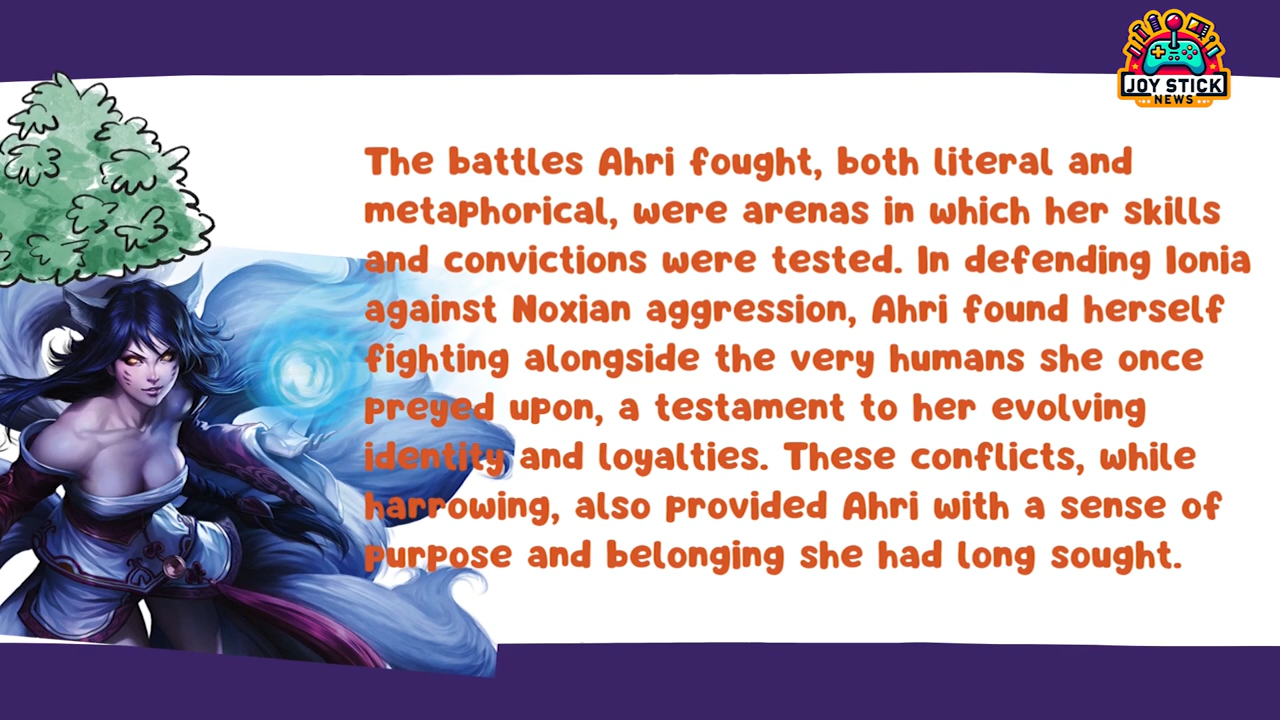 JOY STICK
NEWS
The battles Ahri fought, both literal and
metaphorical, were arenas in which her skills
and convictions were tested. In defending Ionia
against Noxian aggression, Ahri found herself
fighting alongside the very humans she once
preyed upon, a testament to her evolving
identity and loyalties. These conflicts, while
harrowing, also provided Ahri with a sense of
purpose and belonging she had long sought.